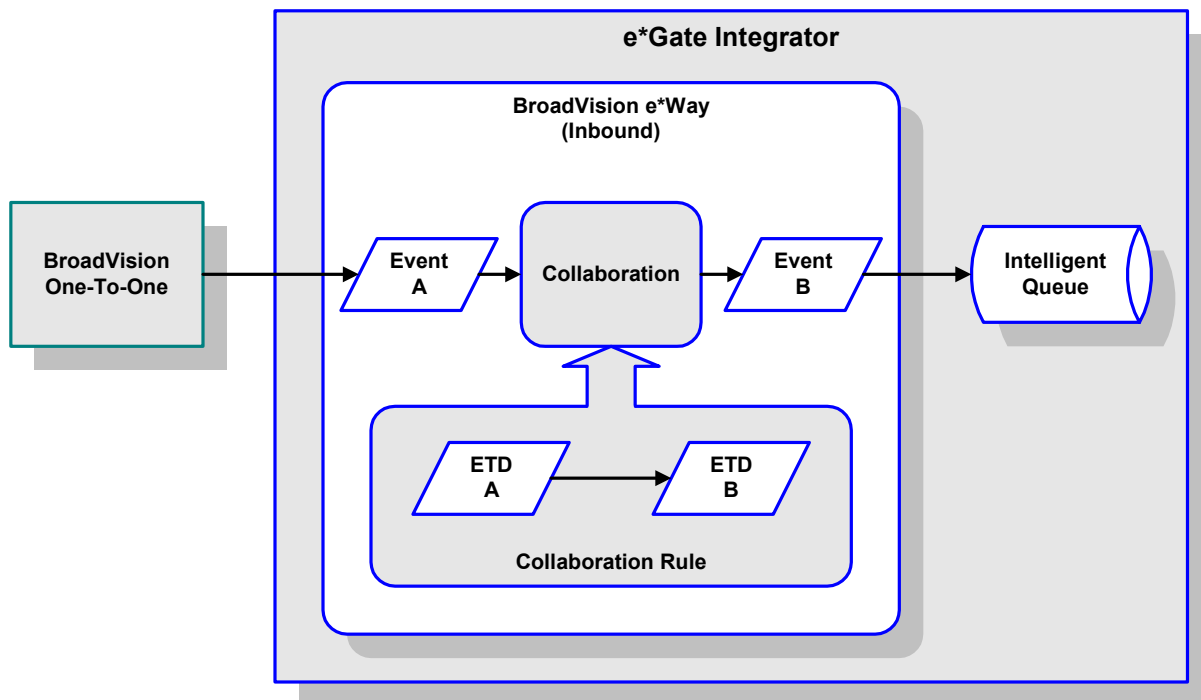 e*Gate Integrator
BroadVision e*Way
(Inbound)
BroadVision
One-To-One
Event
A
Collaboration
Event
B
Intelligent
Queue
ETD
A
ETD
B
Collaboration Rule